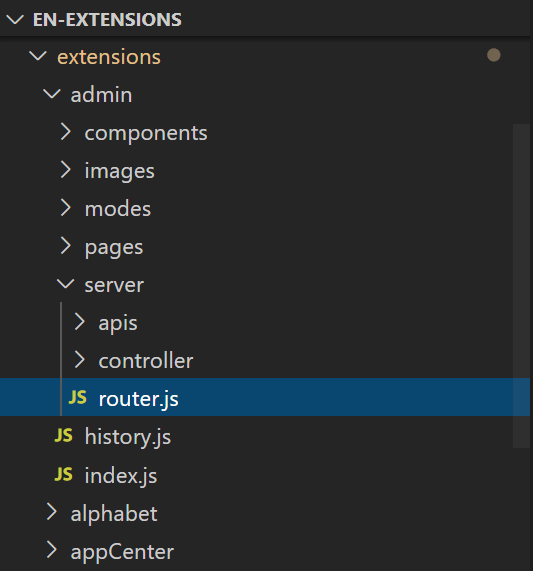 EN-EXTENSIONS
extensions
admin
components
images
modes
pages
server
apis
controller
JS router.js
JS history.js
JS index.js
alphabet
appCenter